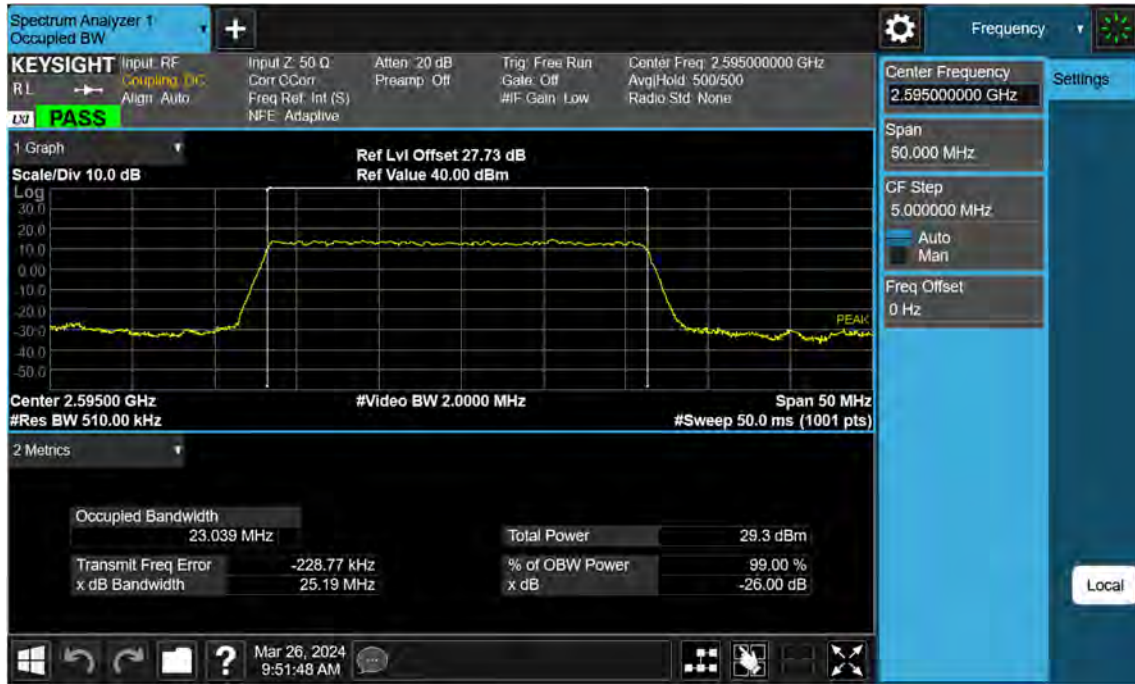 Spectrum Analyzer 1
Occupied BW
+
Frequency
KEYSIGHT Input: RF Input Z: 50 Ω Atten: 20 dB Trig: Free Run Center Freq: 2.595000000 GHz
RL Coupling: DC Corr CCorr Preamp: Off Gate: Off Avg|Hold: 500/500
Align: Auto Freq Ref: Int (S) #IF Gain: Low Radio Std: None
LXI PASS NFE: Adaptive
Center Frequency
2.595000000 GHz
Settings
Span
50.000 MHz
CF Step
5.000000 MHz
Auto
Man
Freq Offset
0 Hz
1 Graph
Ref Lvl Offset 27.73 dB
Scale/Div 10.0 dB Ref Value 40.00 dBm
Log
30.0
20.0
10.0
0.00
-10.0
-20.0
-30.0
-40.0
-50.0
PEAK
Center 2.59500 GHz #Video BW 2.0000 MHz Span 50 MHz
#Res BW 510.00 kHz #Sweep 50.0 ms (1001 pts)
2 Metrics
Occupied Bandwidth
23.039 MHz Total Power 29.3 dBm
Transmit Freq Error -228.77 kHz % of OBW Power 99.00 %
x dB Bandwidth 25.19 MHz x dB -26.00 dB
Local
? Mar 26, 2024
9:51:48 AM